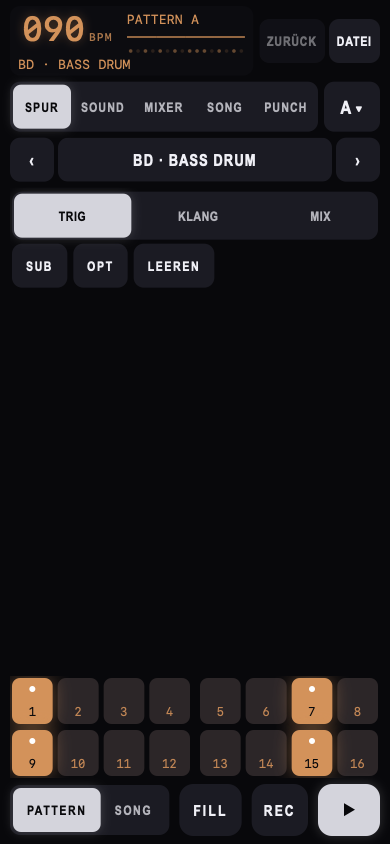 090 BPM PATTERN A
BD · BASS DRUM
ZURÜCK DATEI
SPUR SOUND MIXER SONG PUNCH A ▾
‹ BD · BASS DRUM ›
TRIG KLANG MIX
SUB OPT LEEREN
1 2 3 4 5 6 7 8
9 10 11 12 13 14 15 16
PATTERN SONG FILL REC